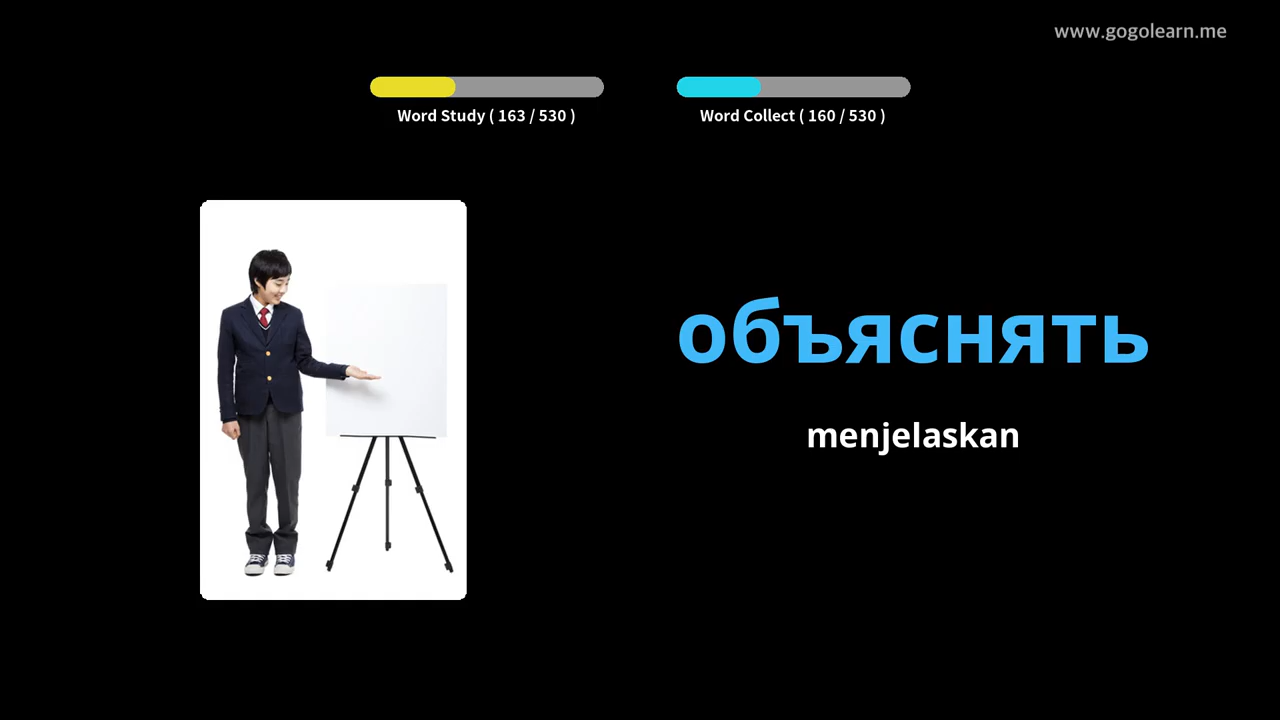 www.gogolearn.me
Word Study ( 163 / 530 )
Word Collect ( 160 / 530 )
объяснять
menjelaskan